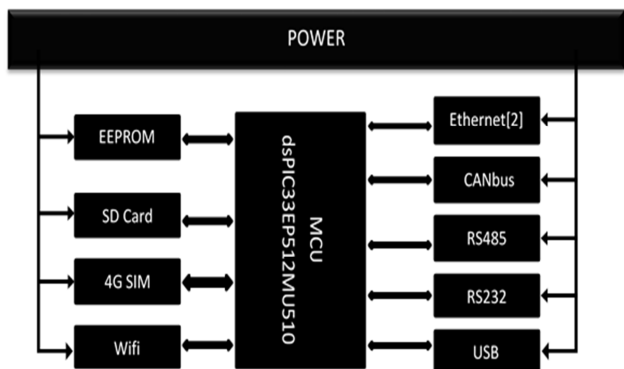 POWER
EEPROM
SD Card
4G SIM
Wifi
MCU
dsPIC33EP512MU510
Ethernet[2]
CANbus
RS485
RS232
USB